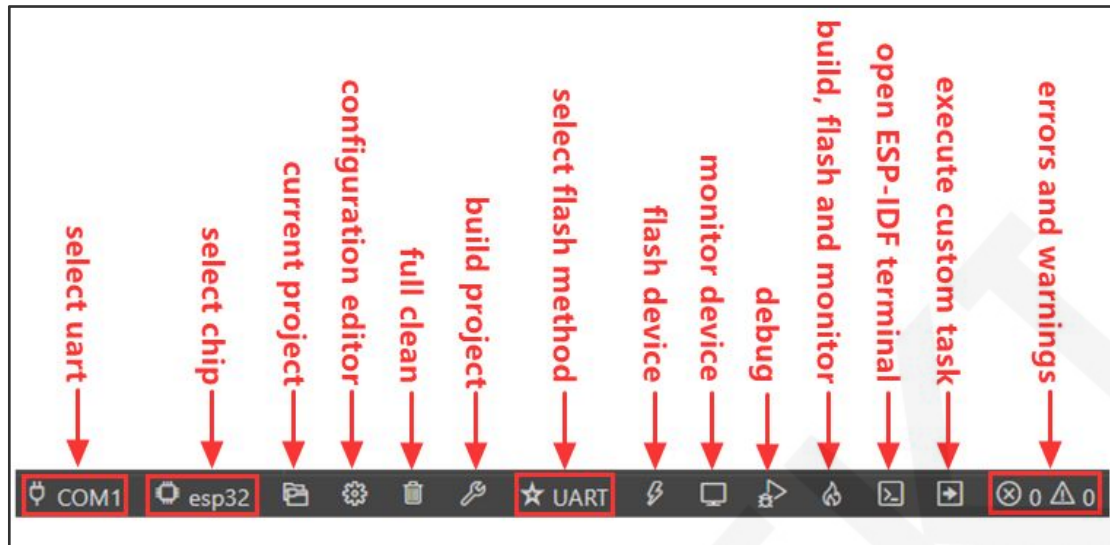 select uart
select chip
current project
configuration editor
full clean
build project
select flash method
flash device
monitor device
debug
build, flash and monitor
open ESP-IDF terminal
execute custom task
errors and warnings
COM1 esp32 UART 0 0